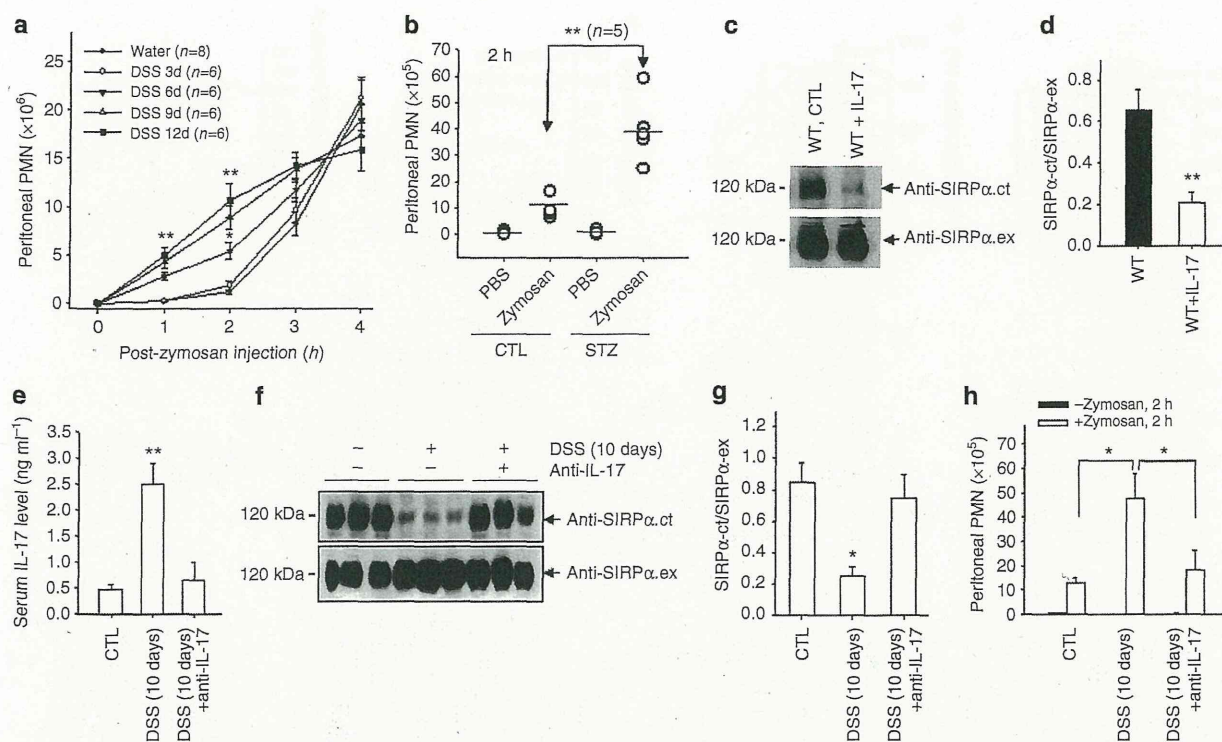 a
Water (n=8)
DSS 3d (n=6)
DSS 6d (n=6)
DSS 9d (n=6)
DSS 12d (n=6)
Peritoneal PMN (×10⁶)
25
20
15
10
5
0
**
**
*
0 1 2 3 4
Post-zymosan injection (h)
b
2 h
** (n=5)
Peritoneal PMN (×10⁵)
70
60
50
40
30
20
10
0
PBS
Zymosan
PBS
Zymosan
CTL
STZ
c
WT, CTL
WT + IL-17
120 kDa
Anti-SIRPα.ct
120 kDa
Anti-SIRPα.ex
d
SIRPα-ct/SIRPα-ex
0.8
0.6
0.4
0.2
0.0
**
WT
WT+IL-17
e
Serum IL-17 level (ng ml⁻¹)
3.5
3.0
2.5
2.0
1.5
1.0
0.5
0.0
**
CTL
DSS (10 days)
DSS (10 days)
+anti-IL-17
f
– + + DSS (10 days)
– – + Anti-IL-17
120 kDa
Anti-SIRPα.ct
120 kDa
Anti-SIRPα.ex
g
SIRPα-ct/SIRPα-ex
1.2
1.0
0.8
0.6
0.4
0.2
0.0
*
CTL
DSS (10 days)
DSS (10 days)
+anti-IL-17
h
–Zymosan, 2 h
+Zymosan, 2 h
Peritoneal PMN (×10⁵)
80
70
60
50
40
30
20
10
0
*
*
CTL
DSS (10 days)
DSS (10 days)
+anti-IL-17